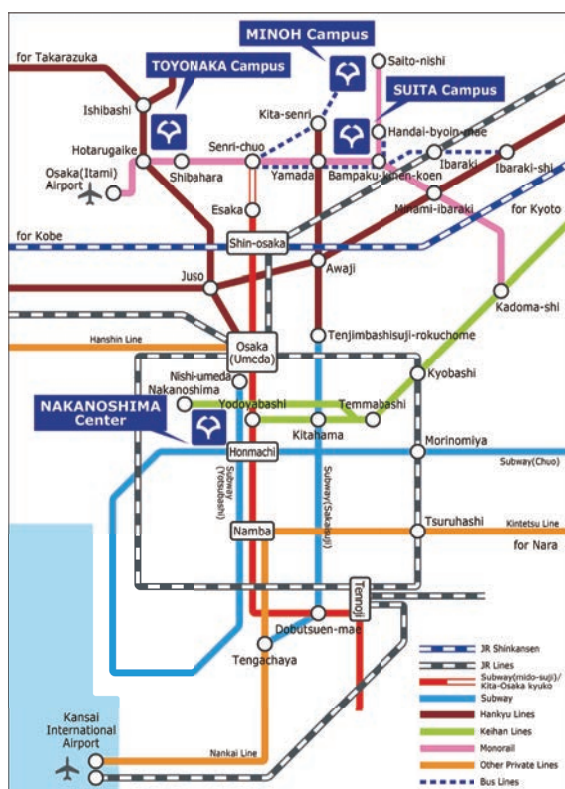 MINOH Campus
for Takarazuka
TOYONAKA Campus
Saito-nishi
SUITA Campus
Ishibashi
Kita-senri
Handai-byoin-mae
Hotarugaike
Senri-chuo
Shibahara
Yamada
Bampaku-kinen-koen
Ibaraki
Ibaraki-shi
Osaka(Itami)
Airport
Esaka
Minami-ibaraki
for Kyoto
for Kobe
Shin-osaka
Juso
Awaji
Kadoma-shi
Hanshin Line
Osaka
(Umeda)
Tenjimbashisuji-rokuchome
Nishi-umeda
Kyobashi
Nakanoshima
NAKANOSHIMA
Center
Yodoyabashi
Temmabashi
Kitahama
Honmachi
Morinomiya
Subway(Chuo)
Subway
(Yotsubashi)
Subway(Sakaisuji)
Namba
Tsuruhashi
Kintetsu Line
for Nara
Tennoji
Dobutsuen-mae
Tengachaya
Kansai
International
Airport
Nankai Line
JR Shinkansen
JR Lines
Subway(mido-suji)/
Kita-Osaka kyuko
Subway
Hankyu Lines
Keihan Lines
Monorail
Other Private Lines
Bus Lines